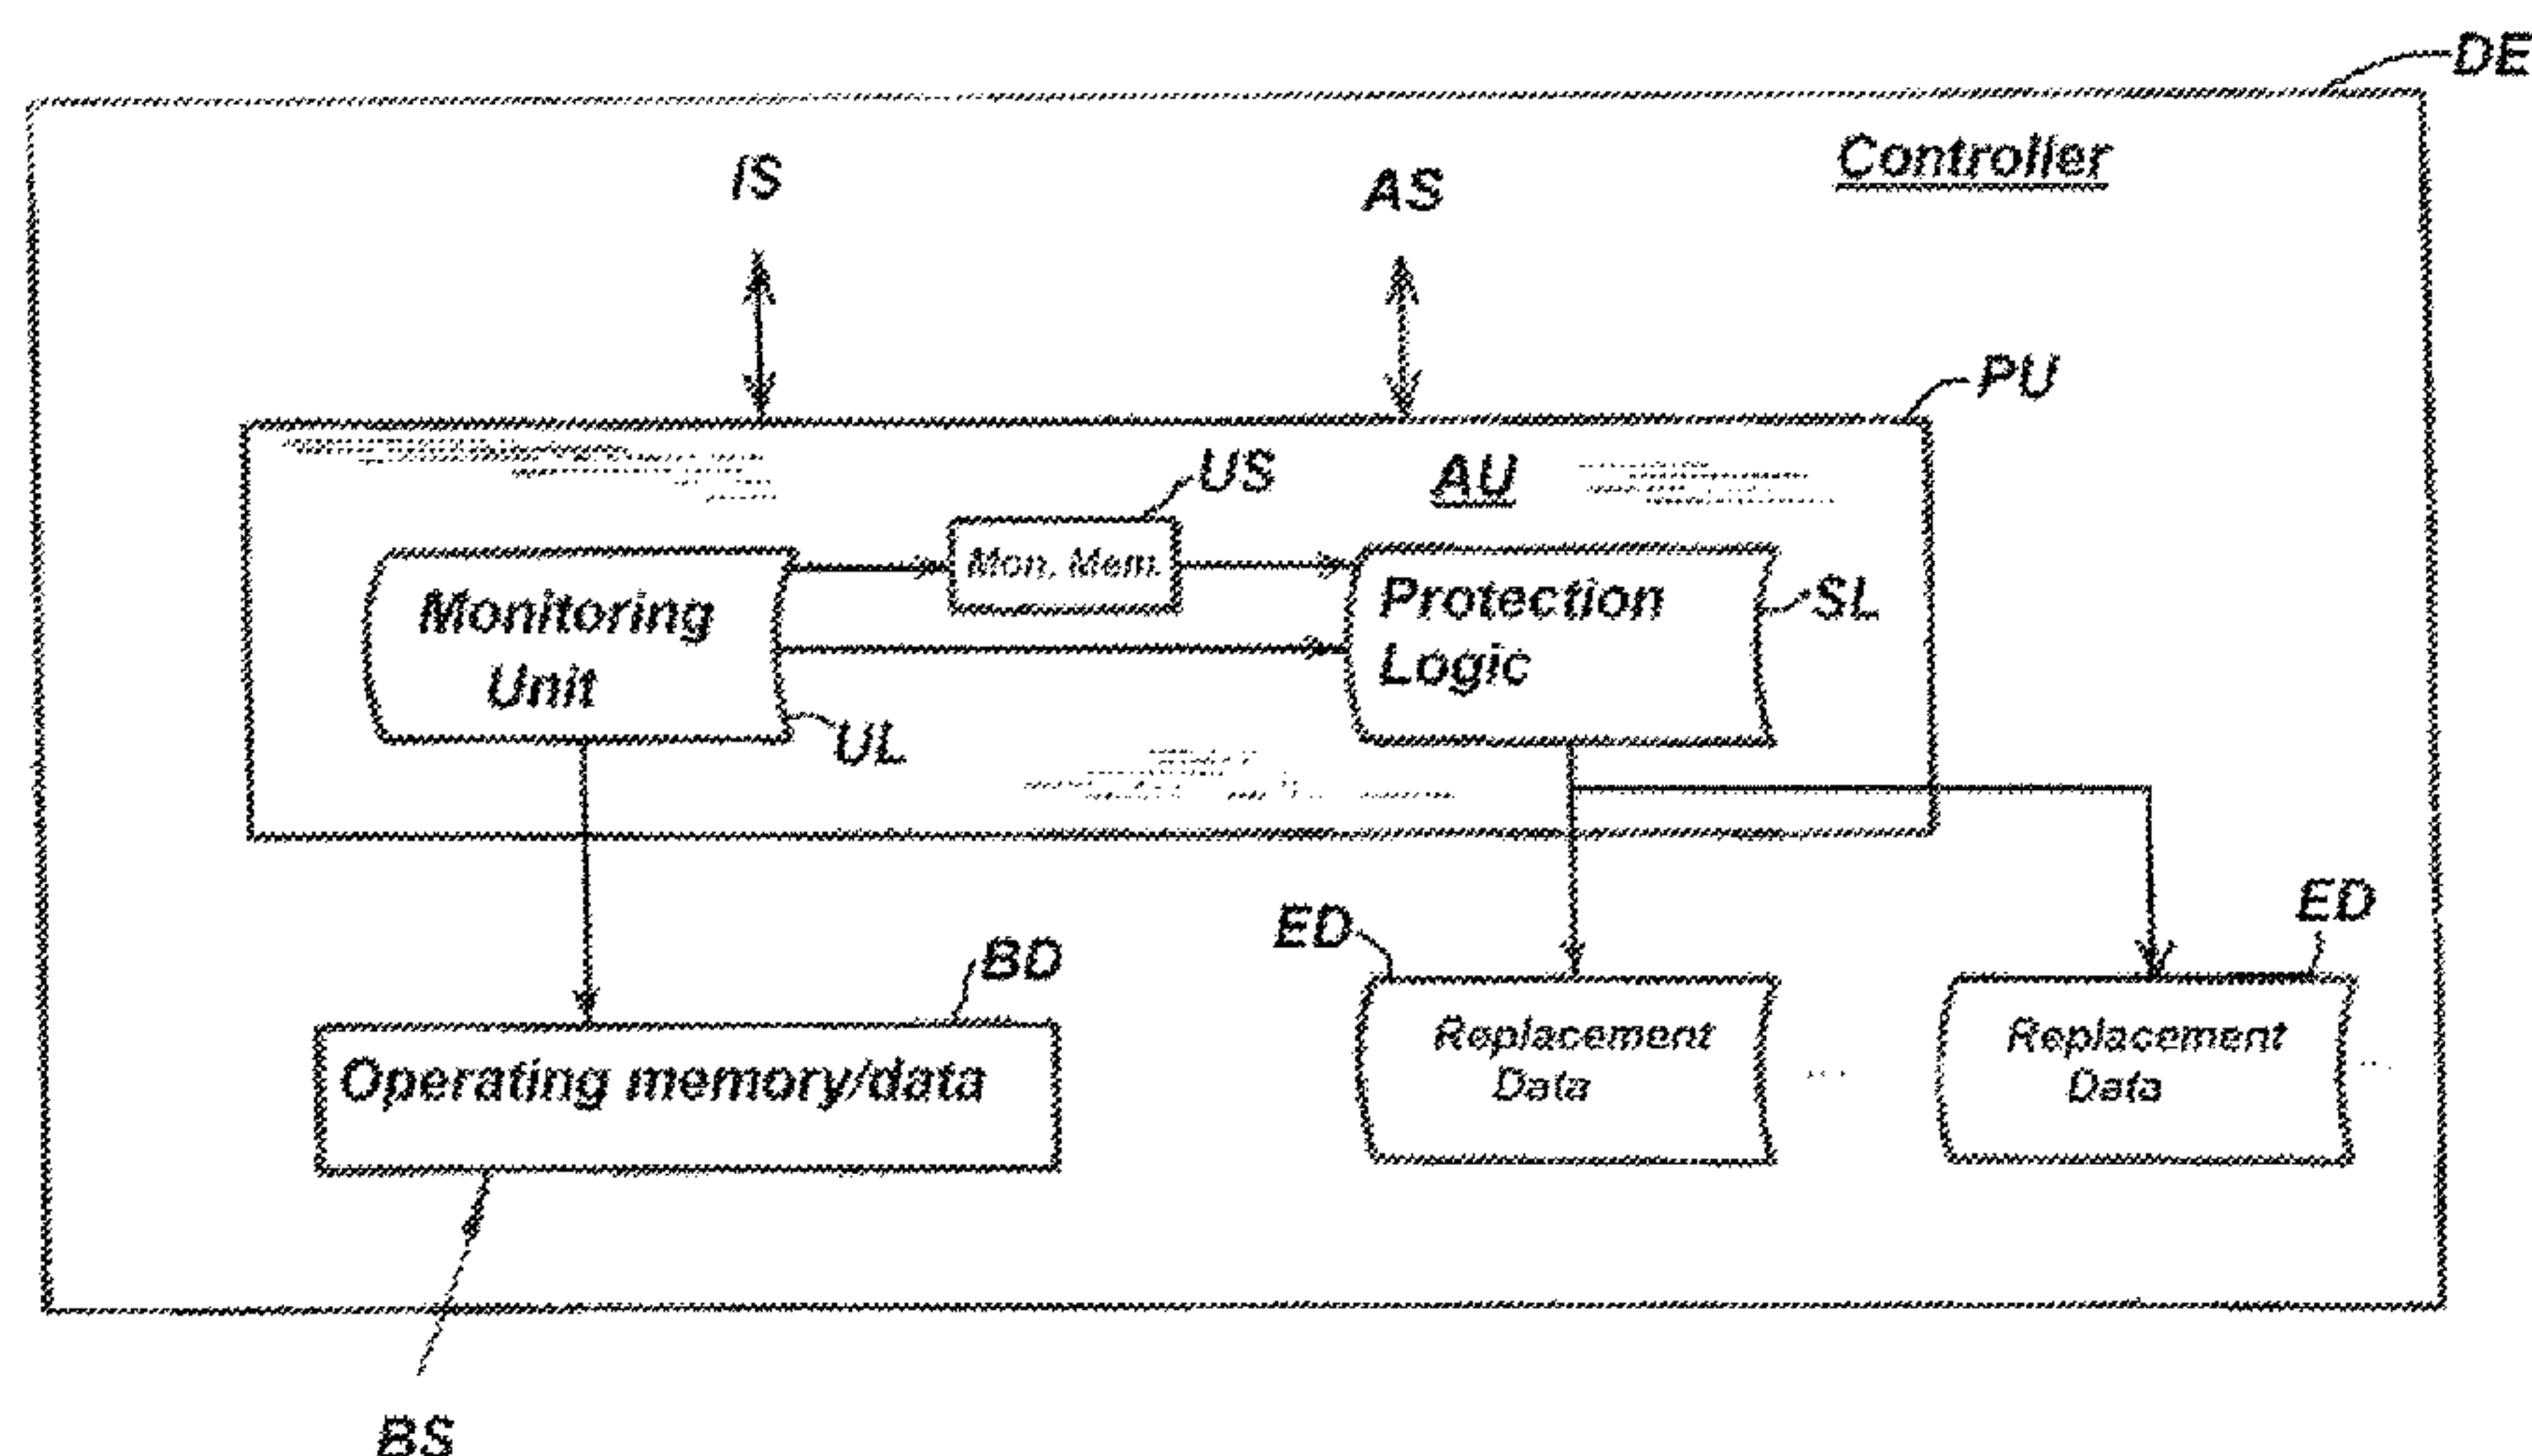 DE
Controller
IS
AS
PU
US
AU
Mon. Mem.
Monitoring
Unit
Protection
Logic
SL
UL
ED
ED
BD
Operating memory/data
Replacement
Data
...
Replacement
Data
...
BS